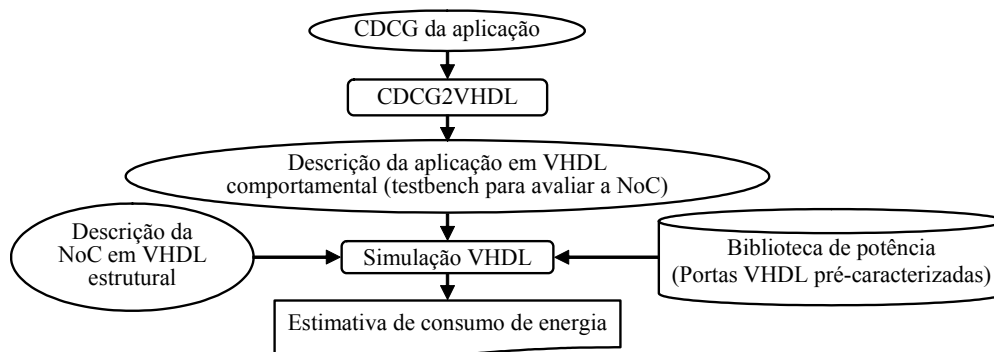 CDCG da aplicação
CDCG2VHDL
Descrição da aplicação em VHDL
comportamental (testbench para avaliar a NoC)
Descrição da
NoC em VHDL
estrutural
Simulação VHDL
Biblioteca de potência
(Portas VHDL pré-caracterizadas)
Estimativa de consumo de energia